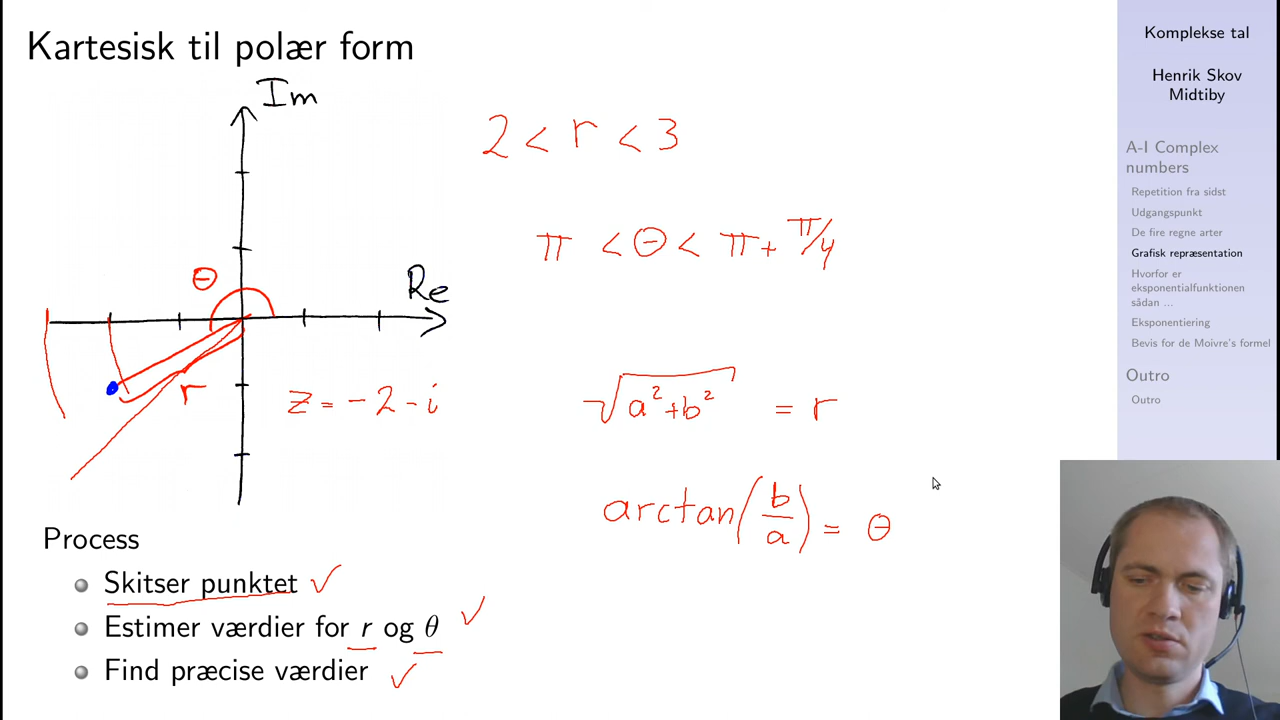 Kartesisk til polær form
Im
Re
θ
r
z = -2 - i
2 < r < 3
π < θ < π + π/4
√(a²+b²) = r
arctan(b/a) = θ
Process
Skitser punktet ✓
Estimer værdier for r og θ ✓
Find præcise værdier ✓
Komplekse tal
Henrik Skov
Midtiby
A-I Complex
numbers
Repetition fra sidst
Udgangspunkt
De fire regne arter
Grafisk repræsentation
Hvorfor er
eksponentialfunktionen
sådan ...
Eksponentiering
Bevis for de Moivre's formel
Outro
Outro